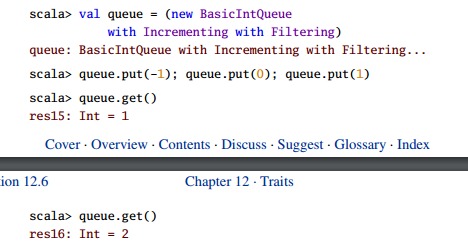 scala> val queue = (new BasicIntQueue
with Incrementing with Filtering)
queue: BasicIntQueue with Incrementing with Filtering...
scala> queue.put(-1); queue.put(0); queue.put(1)
scala> queue.get()
res15: Int = 1
Cover · Overview · Contents · Discuss · Suggest · Glossary · Index
ion 12.6
Chapter 12 · Traits
scala> queue.get()
res16: Int = 2